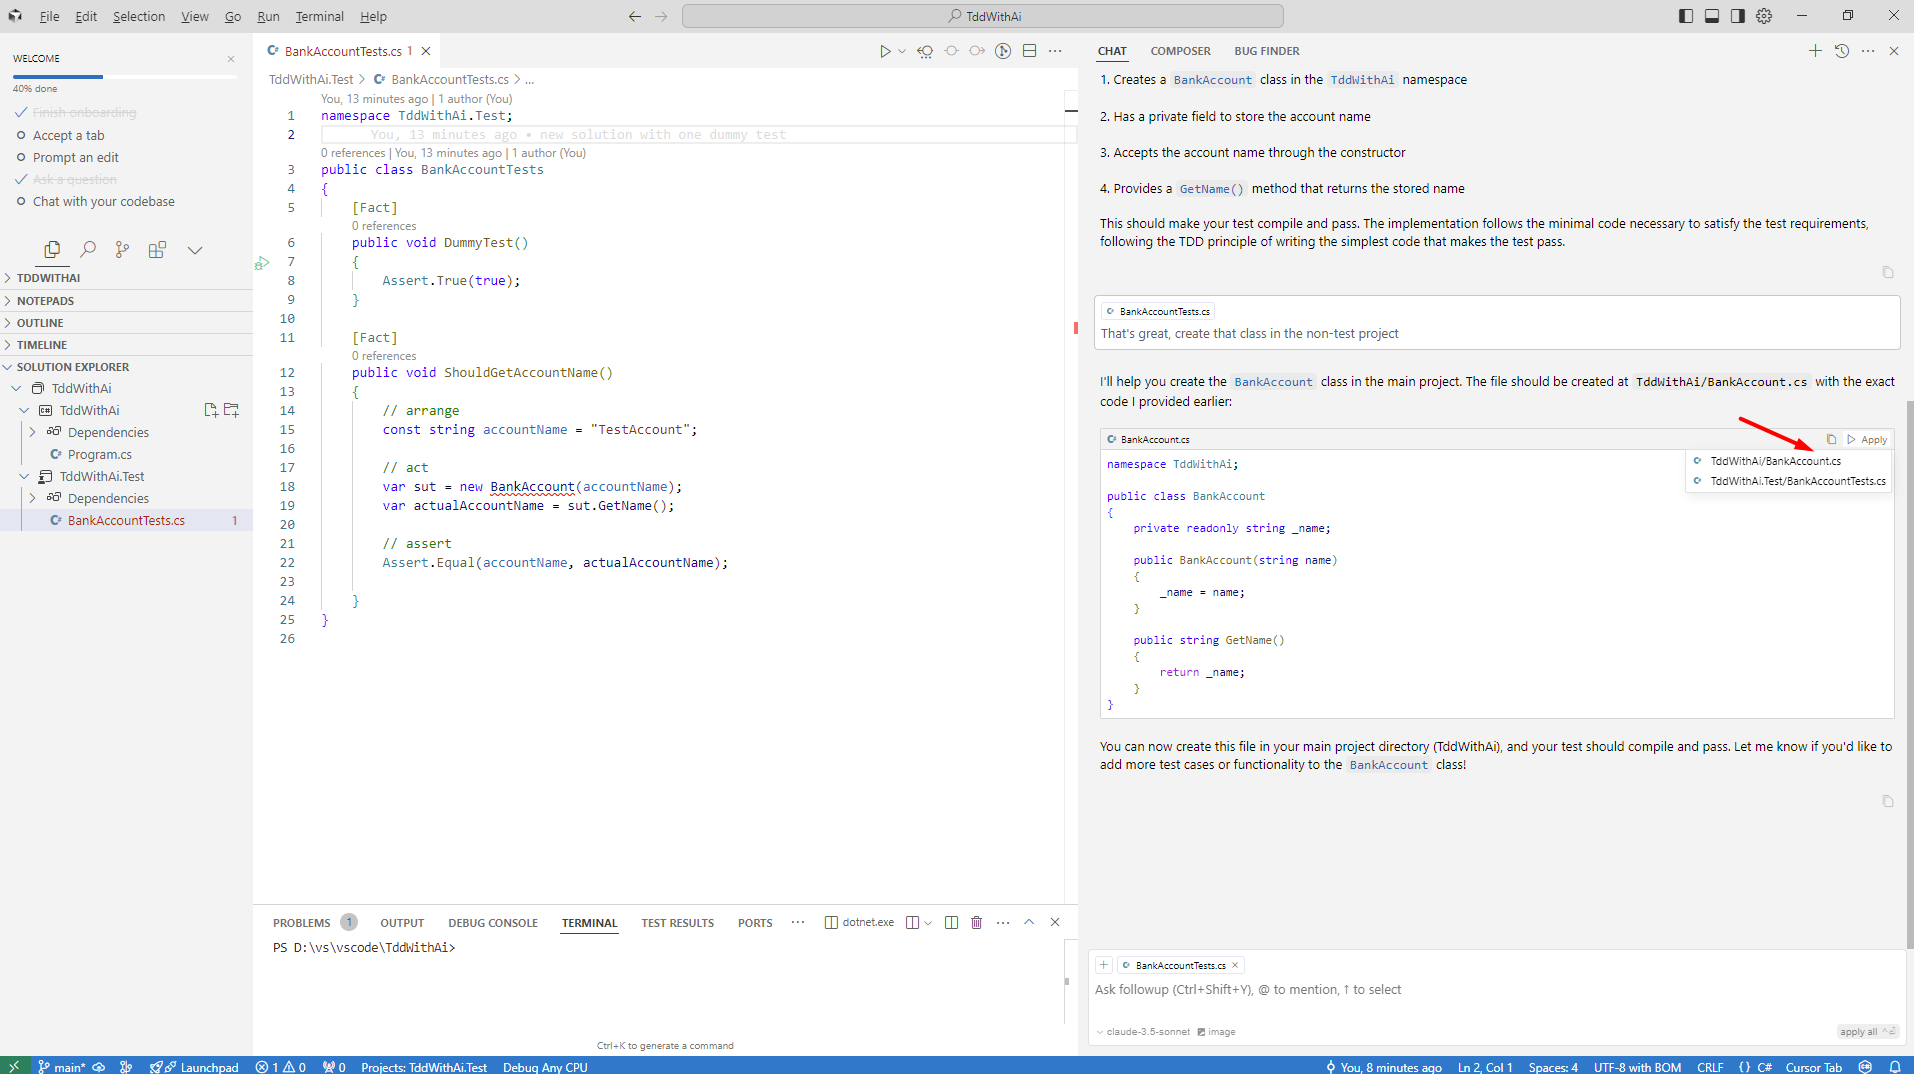 File Edit Selection View Go Run Terminal Help
TddWithAi
WELCOME
40% done
Finish onboarding
Accept a tab
Prompt an edit
Ask a question
Chat with your codebase
TDDWITHAI
NOTEPADS
OUTLINE
TIMELINE
SOLUTION EXPLORER
TddWithAi
TddWithAi
Dependencies
Program.cs
TddWithAi.Test
Dependencies
BankAccountTests.cs 1
BankAccountTests.cs 1
TddWithAi.Test > BankAccountTests.cs > ...
You, 13 minutes ago | 1 author (You)
1 namespace TddWithAi.Test;
2 You, 13 minutes ago • new solution with one dummy test
0 references | You, 13 minutes ago | 1 author (You)
3 public class BankAccountTests
4 {
5 [Fact]
0 references
6 public void DummyTest()
7 {
8 Assert.True(true);
9 }
10
11 [Fact]
0 references
12 public void ShouldGetAccountName()
13 {
14 // arrange
15 const string accountName = "TestAccount";
16
17 // act
18 var sut = new BankAccount(accountName);
19 var actualAccountName = sut.GetName();
20
21 // assert
22 Assert.Equal(accountName, actualAccountName);
23
24 }
25 }
26
PROBLEMS 1 OUTPUT DEBUG CONSOLE TERMINAL TEST RESULTS PORTS ... dotnet.exe
PS D:\vs\vscode\TddWithAi>
Ctrl+K to generate a command
CHAT COMPOSER BUG FINDER
1. Creates a BankAccount class in the TddWithAi namespace
2. Has a private field to store the account name
3. Accepts the account name through the constructor
4. Provides a GetName() method that returns the stored name
This should make your test compile and pass. The implementation follows the minimal code necessary to satisfy the test requirements,
following the TDD principle of writing the simplest code that makes the test pass.
BankAccountTests.cs
That's great, create that class in the non-test project
I'll help you create the BankAccount class in the main project. The file should be created at TddWithAi/BankAccount.cs with the exact
code I provided earlier:
BankAccount.cs Apply
TddWithAi/BankAccount.cs
TddWithAi.Test/BankAccountTests.cs
namespace TddWithAi;
public class BankAccount
{
private readonly string _name;
public BankAccount(string name)
{
_name = name;
}
public string GetName()
{
return _name;
}
}
You can now create this file in your main project directory (TddWithAi), and your test should compile and pass. Let me know if you'd like to
add more test cases or functionality to the BankAccount class!
BankAccountTests.cs
Ask followup (Ctrl+Shift+Y), @ to mention, ↑ to select
claude-3.5-sonnet image apply all
main* Launchpad 1 0 0 Projects: TddWithAi.Test Debug Any CPU You, 8 minutes ago Ln 2, Col 1 Spaces: 4 UTF-8 with BOM CRLF {} C# Cursor Tab